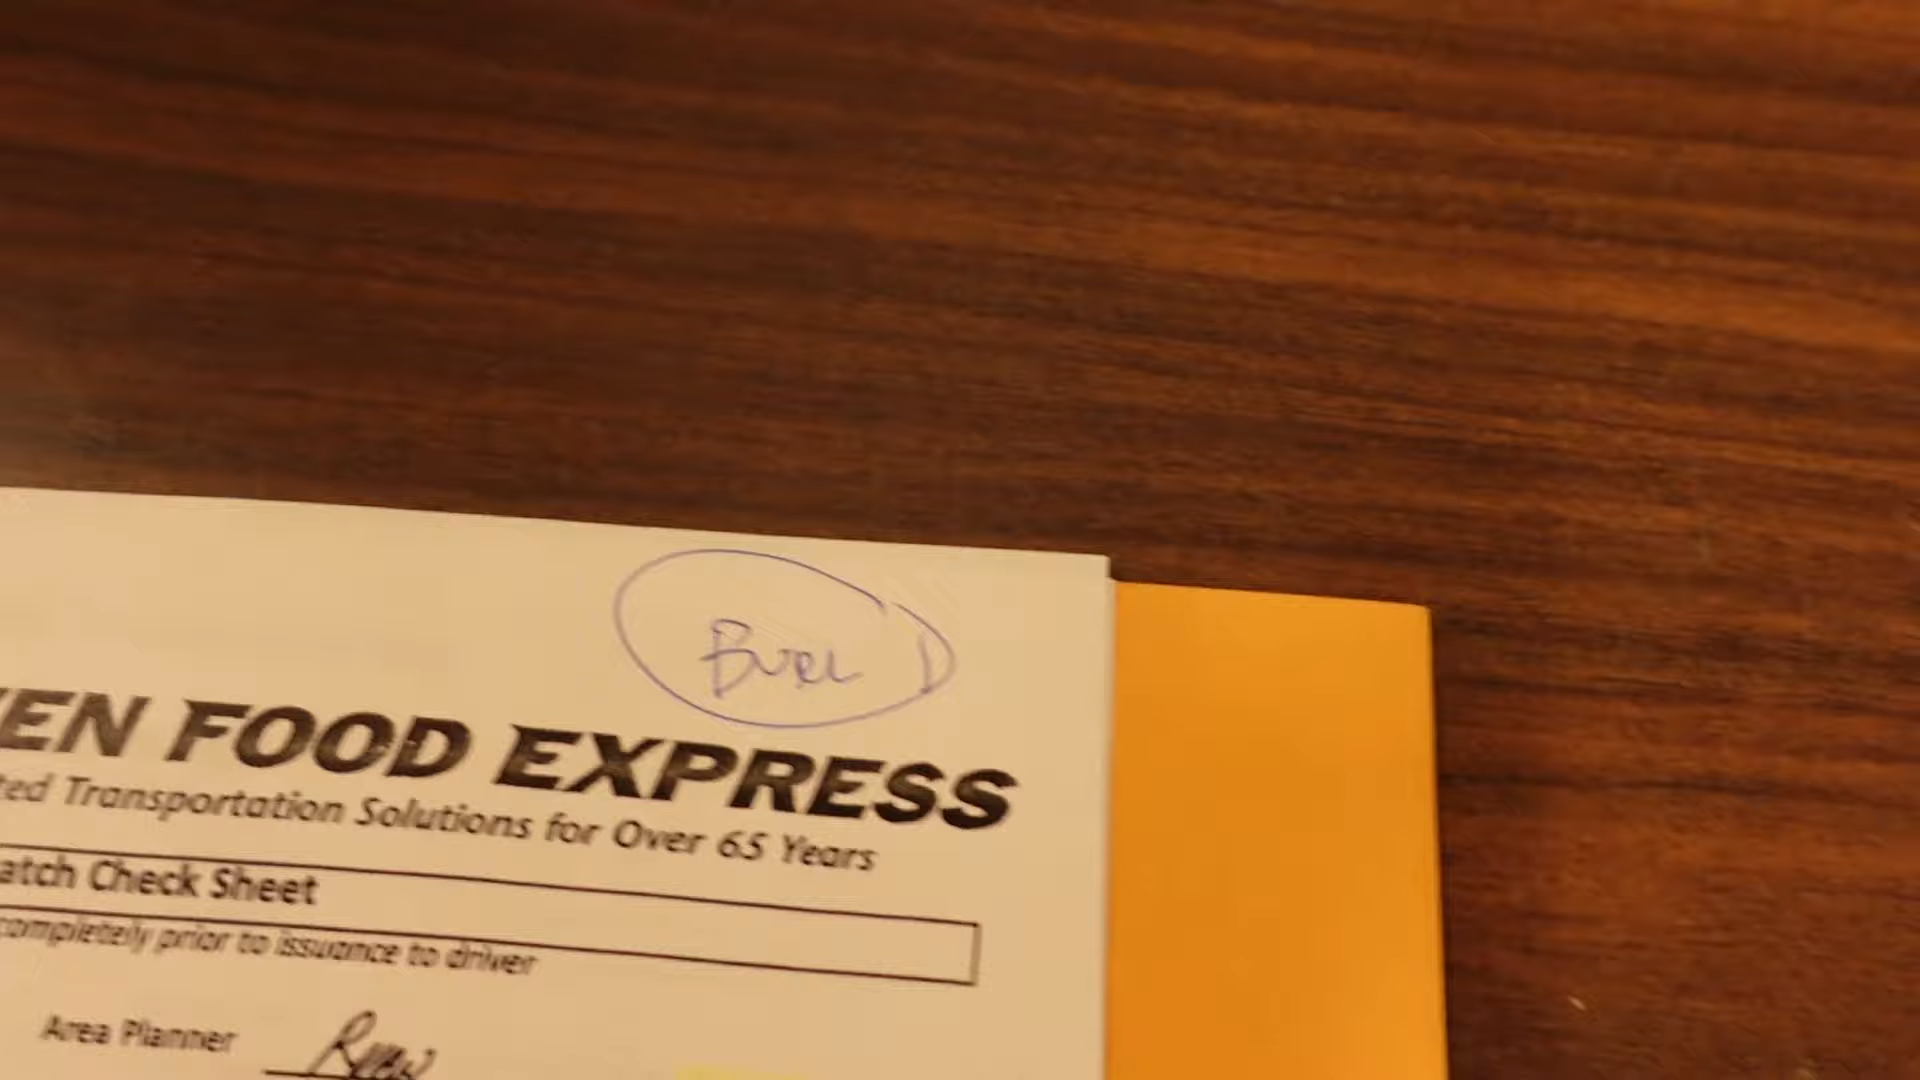 Burl D
EN FOOD EXPRESS
ted Transportation Solutions for Over 65 Years
atch Check Sheet
completely prior to issuance to driver
Area Planner